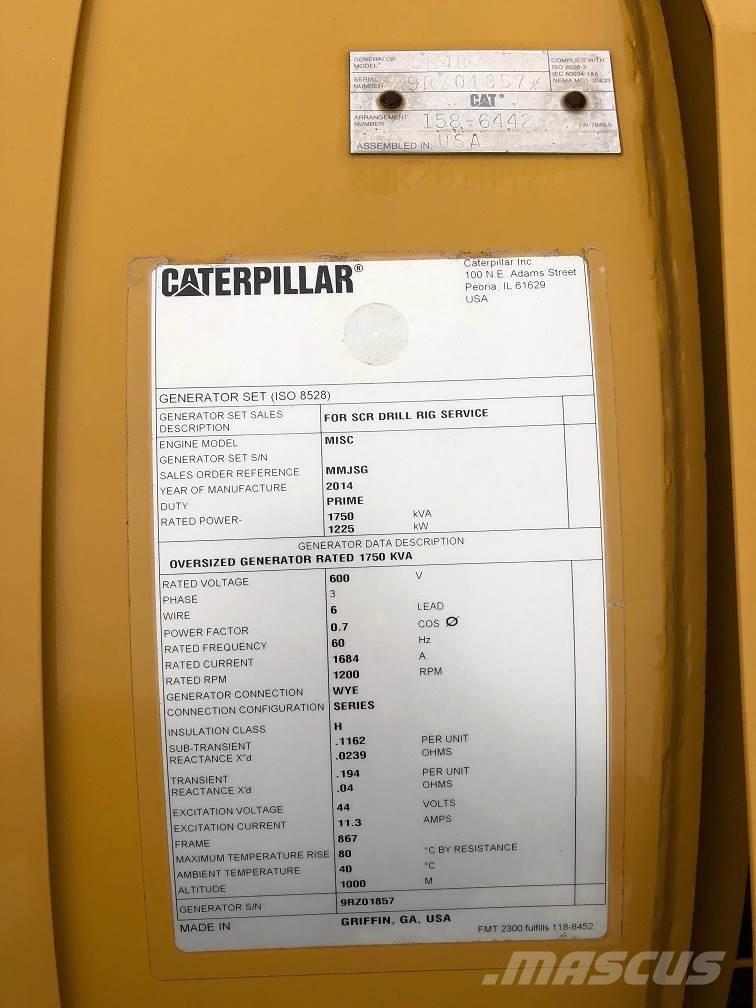 GENERATOR MODEL SR4B COMPLIES WITH ISO 8528-3
SERIAL NUMBER *9RZ01857* IEC 60034-1&5 NEMA MG1-32&33
CAT®
ARRANGEMENT NUMBER 158-6442
ASSEMBLED IN: USA
CATERPILLAR®
Caterpillar Inc.
100 N.E. Adams Street
Peoria, IL 61629
USA
GENERATOR SET (ISO 8528)
GENERATOR SET SALES DESCRIPTION FOR SCR DRILL RIG SERVICE
ENGINE MODEL MISC
GENERATOR SET S/N
SALES ORDER REFERENCE MMJSG
YEAR OF MANUFACTURE 2014
DUTY PRIME
RATED POWER- 1750 kVA
1225 kW
GENERATOR DATA DESCRIPTION
OVERSIZED GENERATOR RATED 1750 KVA
RATED VOLTAGE 600 V
PHASE 3
WIRE 6 LEAD
POWER FACTOR 0.7 COS Ø
RATED FREQUENCY 60 Hz
RATED CURRENT 1684 A
RATED RPM 1200 RPM
GENERATOR CONNECTION WYE
CONNECTION CONFIGURATION SERIES
INSULATION CLASS H
SUB-TRANSIENT .1162 PER UNIT
REACTANCE X"d .0239 OHMS
TRANSIENT .194 PER UNIT
REACTANCE X'd .04 OHMS
EXCITATION VOLTAGE 44 VOLTS
EXCITATION CURRENT 11.3 AMPS
FRAME 867
MAXIMUM TEMPERATURE RISE 80 °C BY RESISTANCE
AMBIENT TEMPERATURE 40 °C
ALTITUDE 1000 M
GENERATOR S/N 9RZ01857
MADE IN GRIFFIN, GA, USA
FMT 2300 fulfills 118-8452
MASCUS